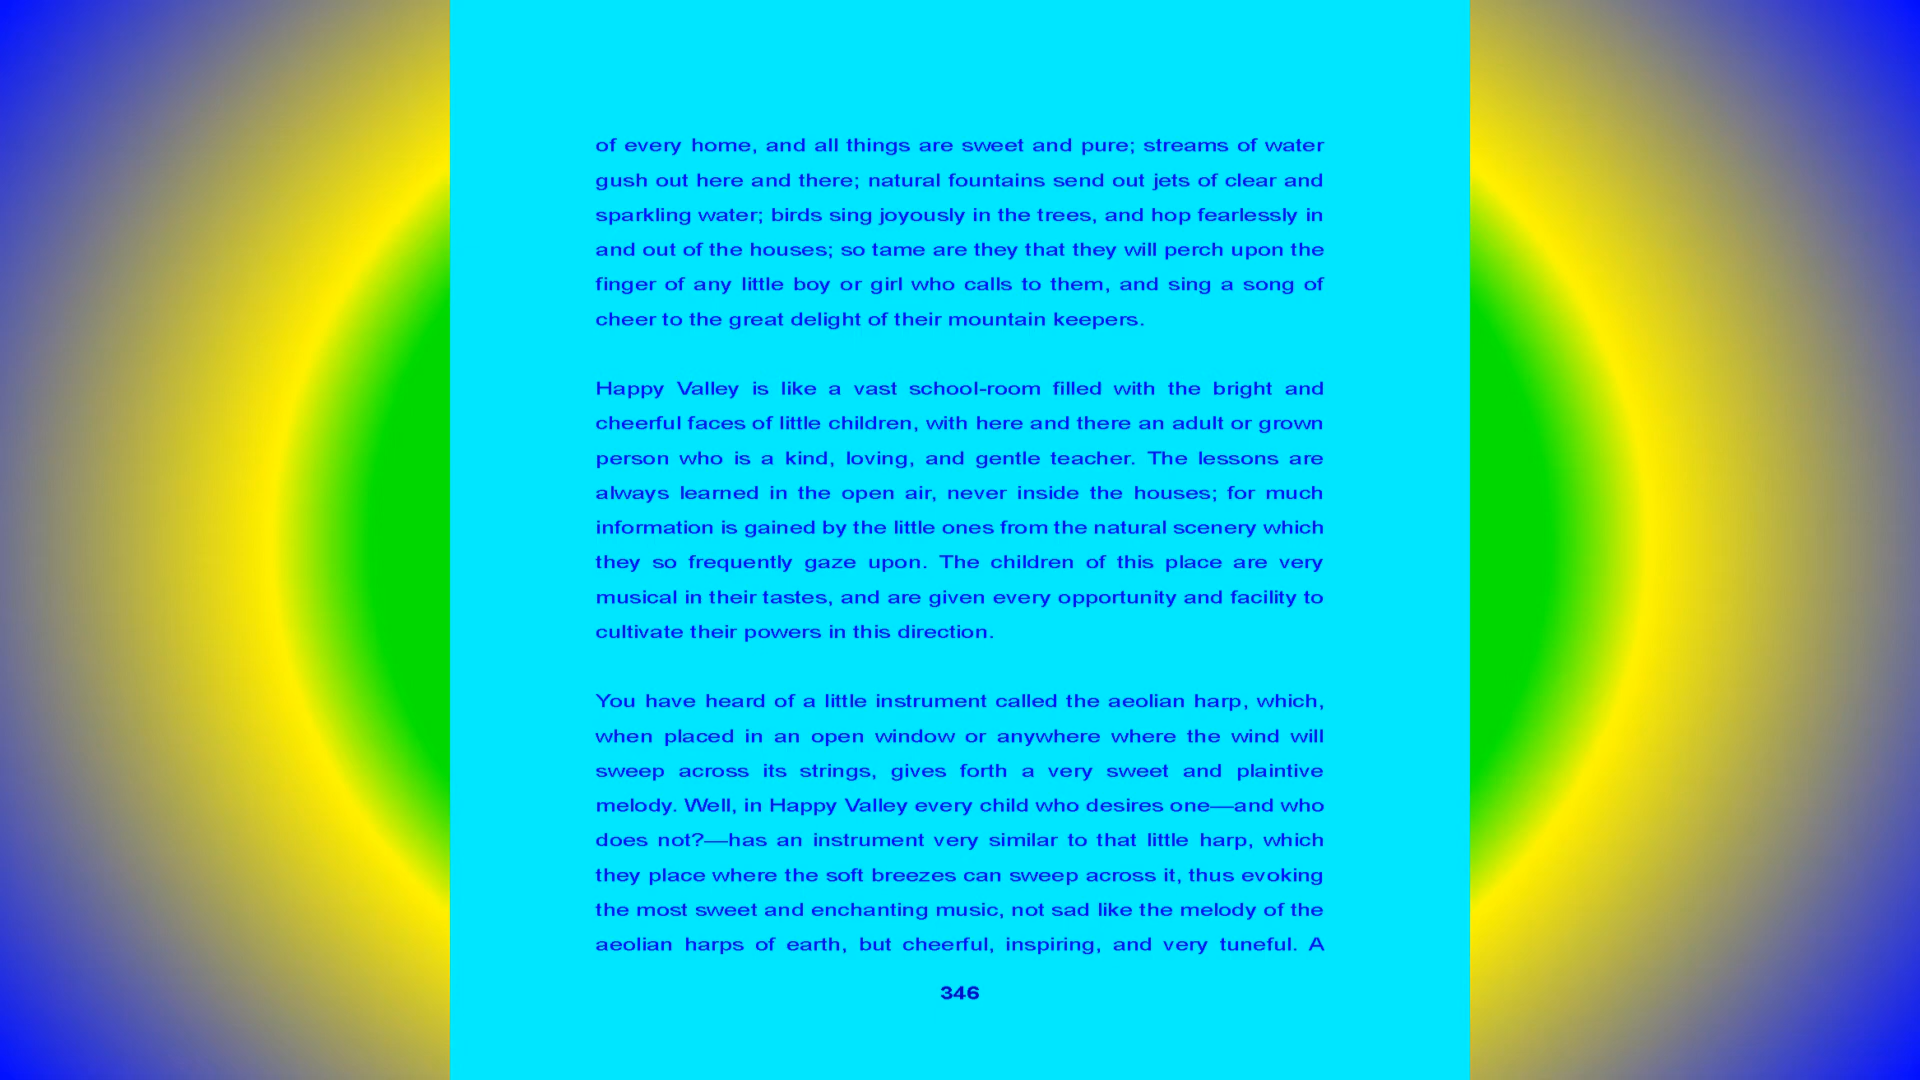 of every home, and all things are sweet and pure; streams of water
gush out here and there; natural fountains send out jets of clear and
sparkling water; birds sing joyously in the trees, and hop fearlessly in
and out of the houses; so tame are they that they will perch upon the
finger of any little boy or girl who calls to them, and sing a song of
cheer to the great delight of their mountain keepers.
Happy Valley is like a vast school-room filled with the bright and
cheerful faces of little children, with here and there an adult or grown
person who is a kind, loving, and gentle teacher. The lessons are
always learned in the open air, never inside the houses; for much
information is gained by the little ones from the natural scenery which
they so frequently gaze upon. The children of this place are very
musical in their tastes, and are given every opportunity and facility to
cultivate their powers in this direction.
You have heard of a little instrument called the aeolian harp, which,
when placed in an open window or anywhere where the wind will
sweep across its strings, gives forth a very sweet and plaintive
melody. Well, in Happy Valley every child who desires one—and who
does not?—has an instrument very similar to that little harp, which
they place where the soft breezes can sweep across it, thus evoking
the most sweet and enchanting music, not sad like the melody of the
aeolian harps of earth, but cheerful, inspiring, and very tuneful. A
346